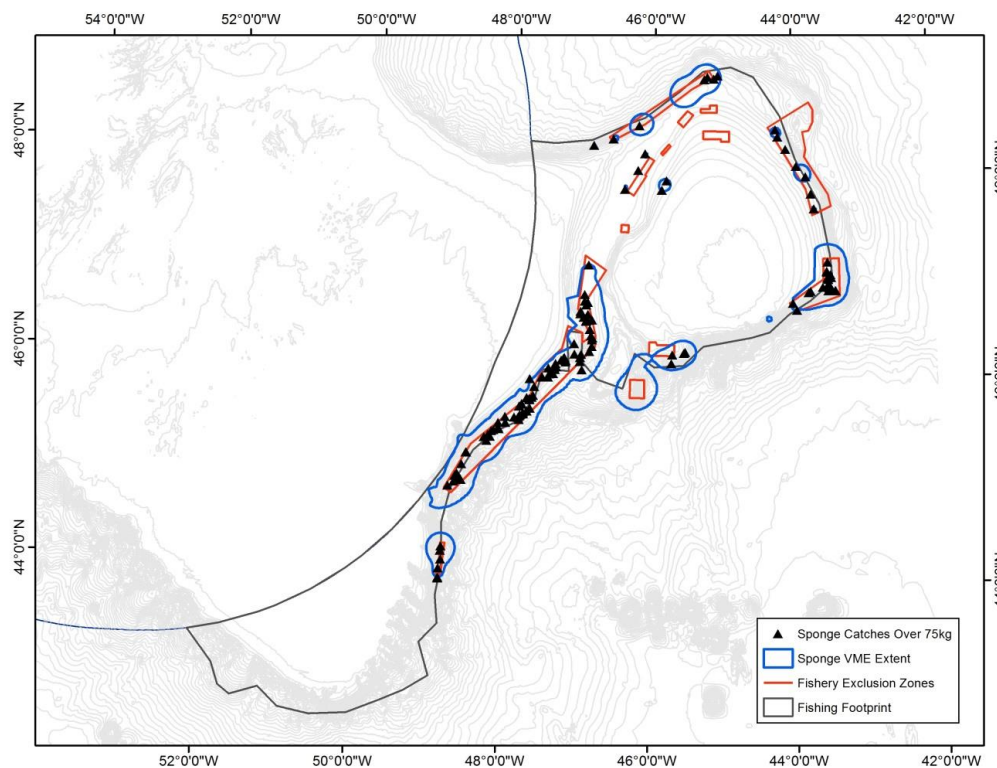 54°0'0"W 52°0'0"W 50°0'0"W 48°0'0"W 46°0'0"W 44°0'0"W 42°0'0"W
48°0'0"N
46°0'0"N
44°0'0"N
Sponge Catches Over 75kg
Sponge VME Extent
Fishery Exclusion Zones
Fishing Footprint
52°0'0"W 50°0'0"W 48°0'0"W 46°0'0"W 44°0'0"W 42°0'0"W